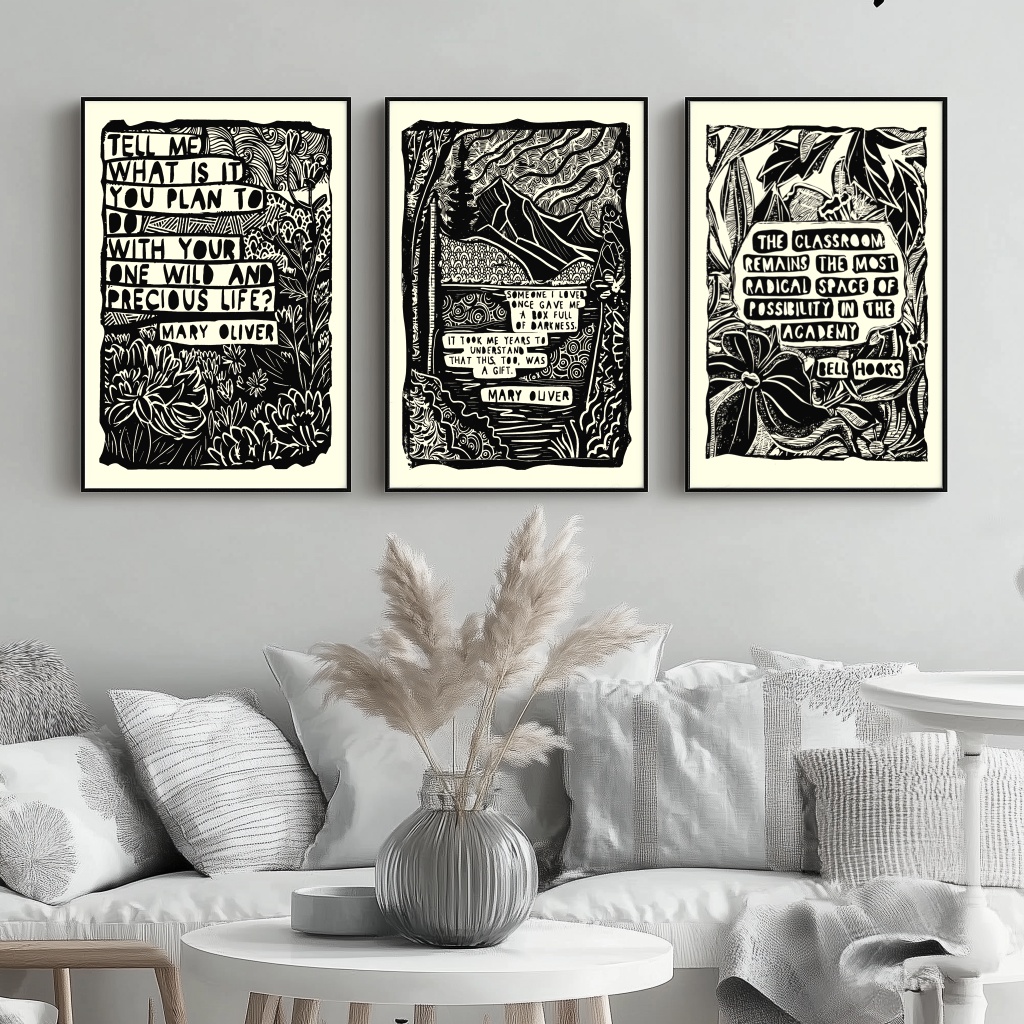 TELL ME
WHAT IS IT
YOU PLAN TO
DO
WITH YOUR
ONE WILD AND
PRECIOUS LIFE?
MARY OLIVER
SOMEONE I LOVED
ONCE GAVE ME
A BOX FULL
OF DARKNESS.
IT TOOK ME YEARS TO
UNDERSTAND
THAT THIS, TOO, WAS
A GIFT.
MARY OLIVER
THE CLASSROOM
REMAINS THE MOST
RADICAL SPACE OF
POSSIBILITY IN THE
ACADEMY
BELL HOOKS